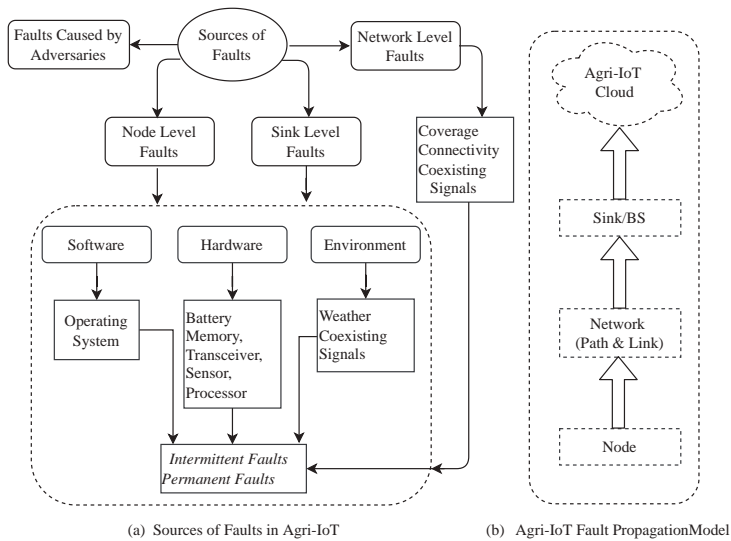 Faults Caused by
Adversaries
Sources of
Faults
Network Level
Faults
Node Level
Faults
Sink Level
Faults
Coverage
Connectivity
Coexisting
Signals
Software
Hardware
Environment
Operating
System
Battery
Memory,
Transceiver,
Sensor,
Processor
Weather
Coexisting
Signals
Intermittent Faults
Permanent Faults
(a) Sources of Faults in Agri-IoT
Agri-IoT
Cloud
Sink/BS
Network
(Path & Link)
Node
(b) Agri-IoT Fault PropagationModel